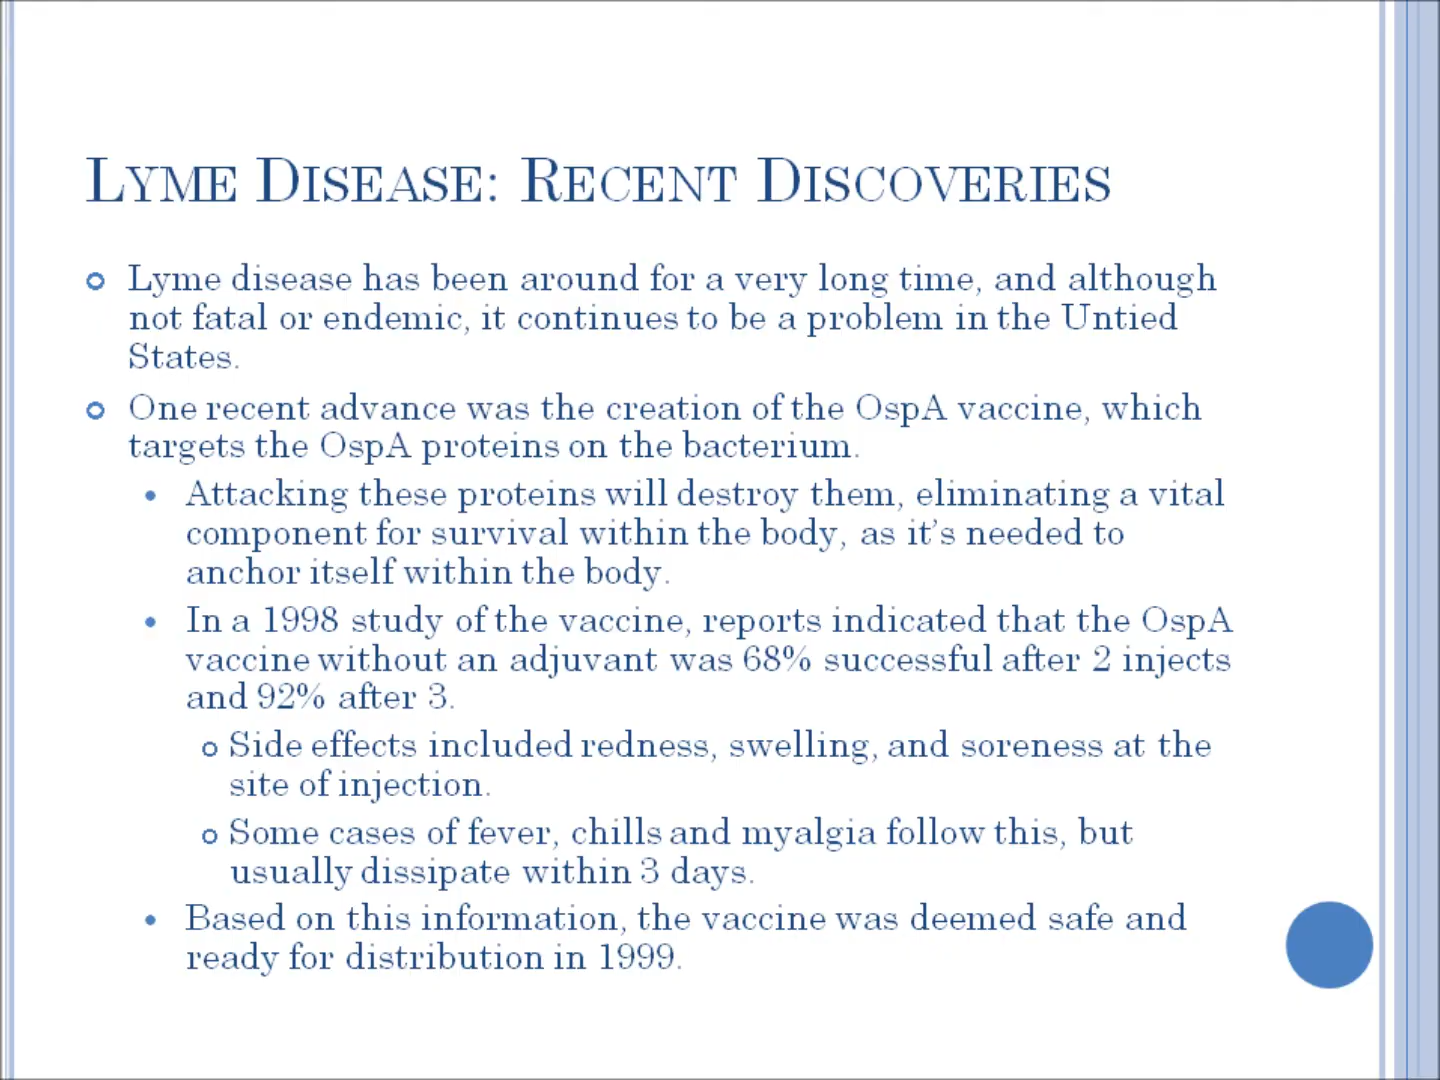 LYME DISEASE: RECENT DISCOVERIES
Lyme disease has been around for a very long time, and although
not fatal or endemic, it continues to be a problem in the Untied
States.
One recent advance was the creation of the OspA vaccine, which
targets the OspA proteins on the bacterium.
Attacking these proteins will destroy them, eliminating a vital
component for survival within the body, as it's needed to
anchor itself within the body.
In a 1998 study of the vaccine, reports indicated that the OspA
vaccine without an adjuvant was 68% successful after 2 injects
and 92% after 3.
Side effects included redness, swelling, and soreness at the
site of injection.
Some cases of fever, chills and myalgia follow this, but
usually dissipate within 3 days.
Based on this information, the vaccine was deemed safe and
ready for distribution in 1999.